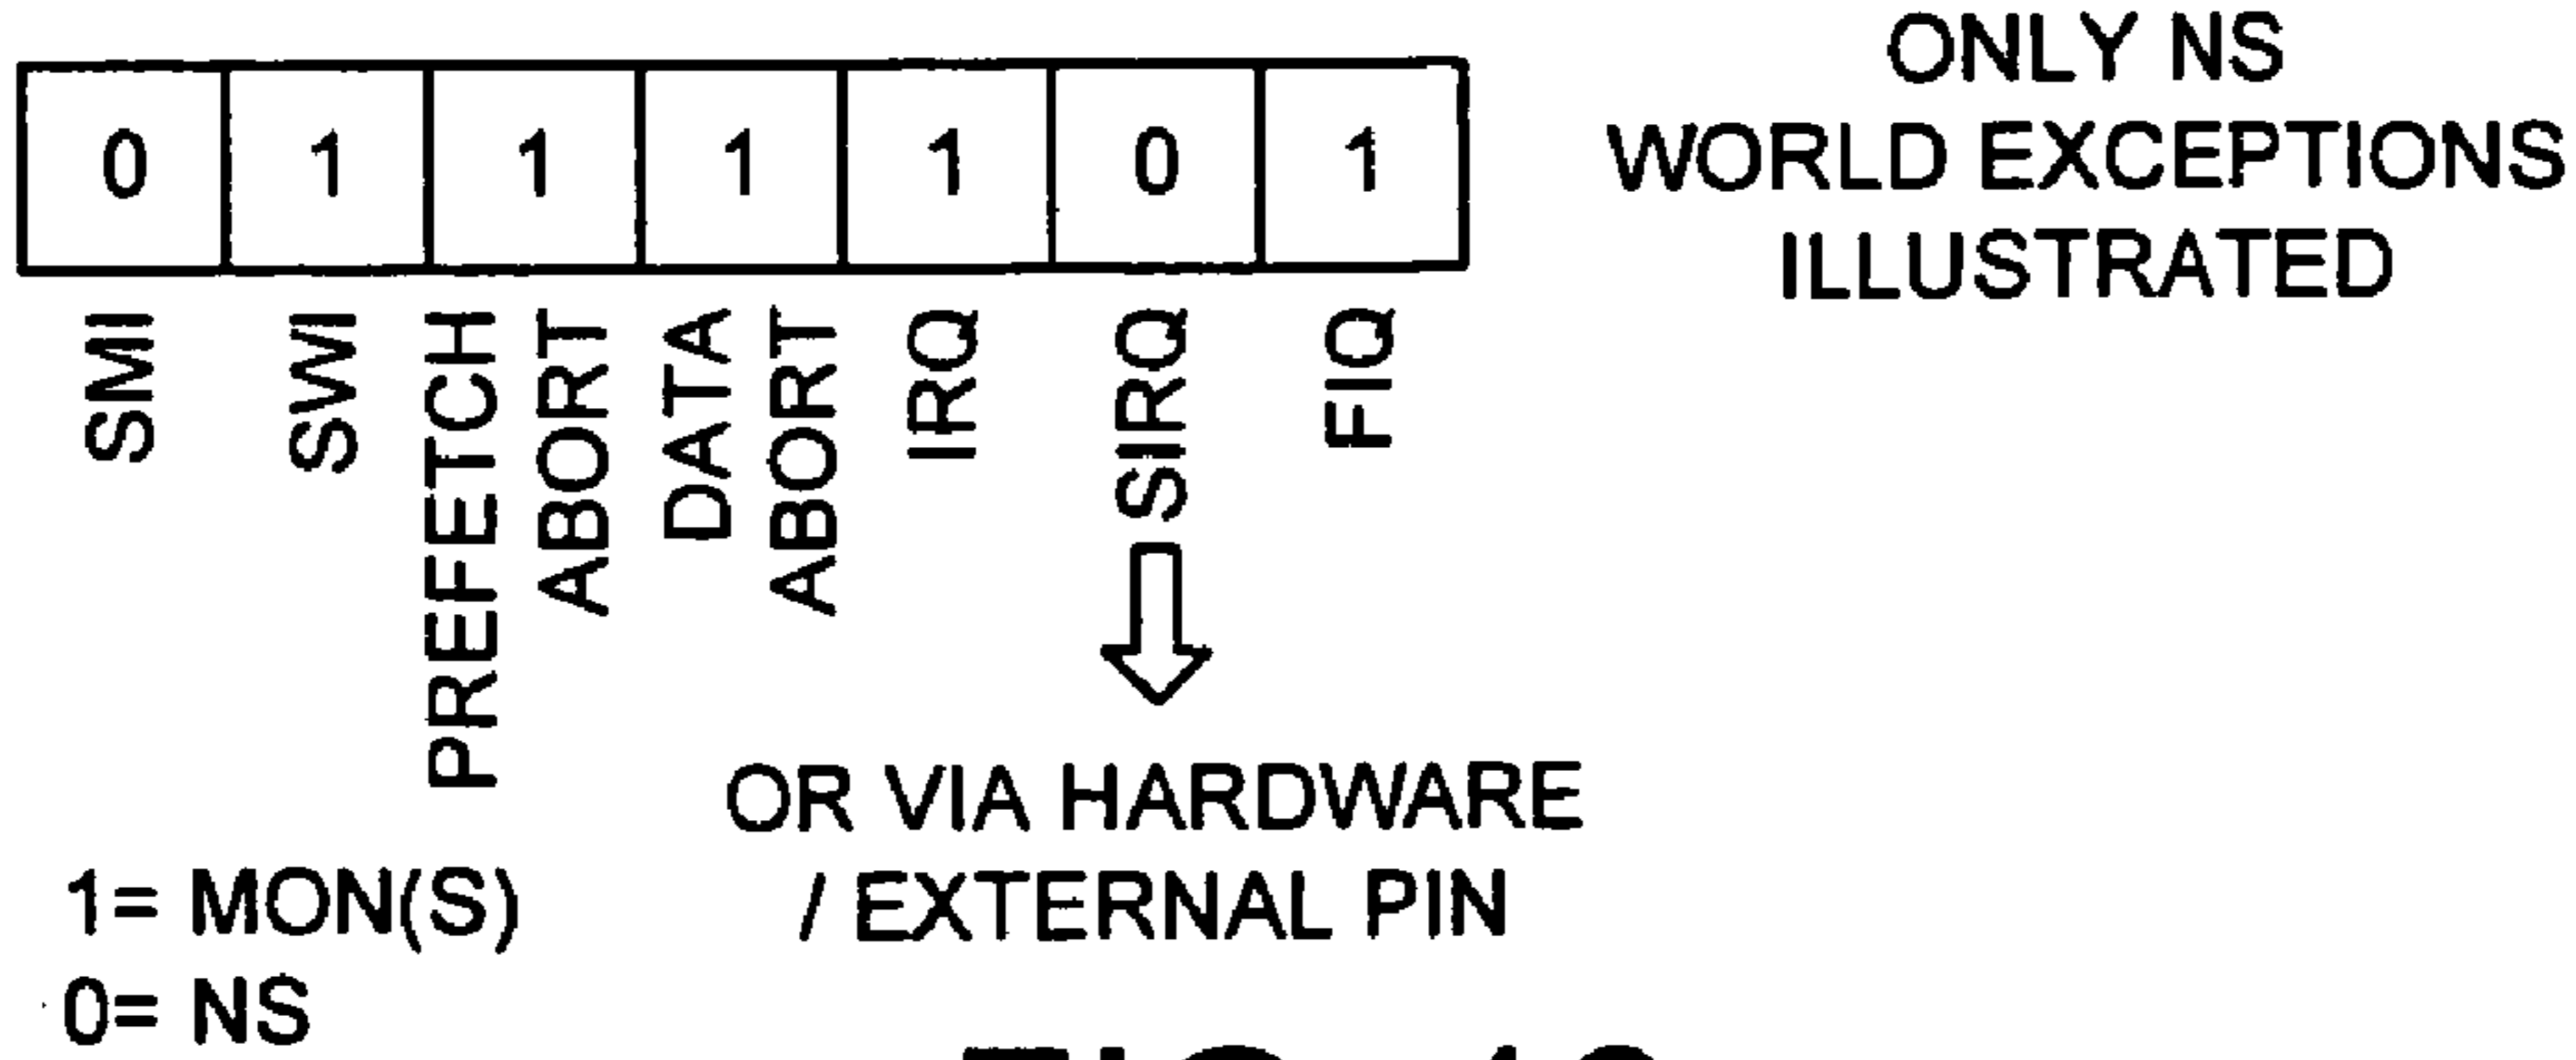 ONLY NS
WORLD EXCEPTIONS
ILLUSTRATED
0 1 1 1 1 0 1
SMI
SWI
PREFETCH
ABORT
DATA
ABORT
IRQ
SIRQ
FIQ
OR VIA HARDWARE
/ EXTERNAL PIN
1= MON(S)
0= NS